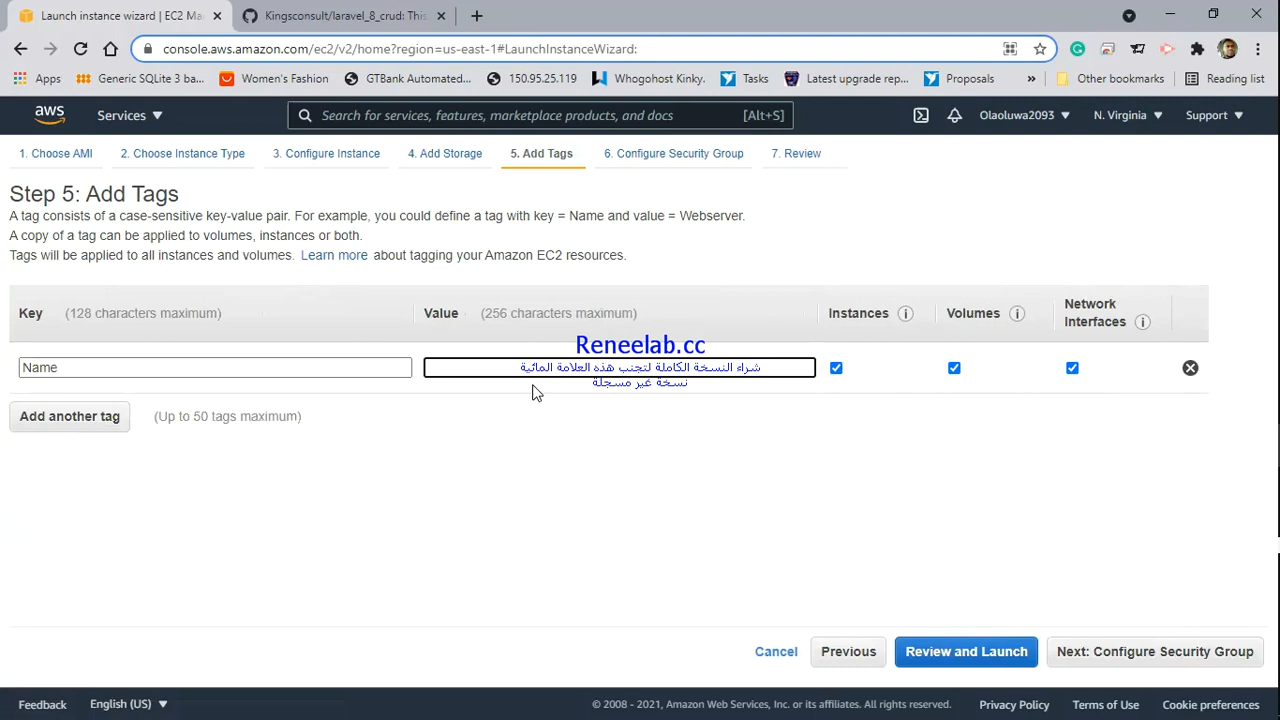 Launch instance wizard | EC2 Ma
Kingsconsult/laravel_8_crud: This
console.aws.amazon.com/ec2/v2/home?region=us-east-1#LaunchInstanceWizard:
Apps
Generic SQLite 3 ba...
Women's Fashion
GTBank Automated...
150.95.25.119
Whogohost Kinky.
Tasks
Latest upgrade rep...
Proposals
»
Other bookmarks
Reading list
aws
Services
Search for services, features, marketplace products, and docs
[Alt+S]
Olaoluwa2093
N. Virginia
Support
1. Choose AMI
2. Choose Instance Type
3. Configure Instance
4. Add Storage
5. Add Tags
6. Configure Security Group
7. Review
Step 5: Add Tags
A tag consists of a case-sensitive key-value pair. For example, you could define a tag with key = Name and value = Webserver.
A copy of a tag can be applied to volumes, instances or both.
Tags will be applied to all instances and volumes. Learn more about tagging your Amazon EC2 resources.
Key (128 characters maximum)
Value (256 characters maximum)
Instances
Volumes
Network Interfaces
Reneelab.cc
Name
شراء النسخة الكاملة لتجنب هذه العلامة المائية
نسخة غير مسجلة
Add another tag
(Up to 50 tags maximum)
Cancel
Previous
Review and Launch
Next: Configure Security Group
Feedback
English (US)
© 2008 - 2021, Amazon Web Services, Inc. or its affiliates. All rights reserved.
Privacy Policy
Terms of Use
Cookie preferences